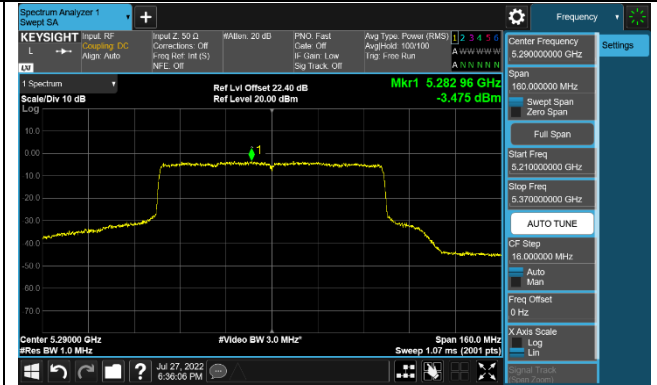 Spectrum Analyzer 1
Swept SA
+
Frequency
KEYSIGHT
L
LXI
Input: RF
Coupling: DC
Align: Auto
Input Z: 50 Ω
Corrections: Off
Freq Ref: Int (S)
NFE: Off
#Atten: 20 dB
PNO: Fast
Gate: Off
IF Gain: Low
Sig Track: Off
Avg Type: Power (RMS)
Avg|Hold: 100/100
Trig: Free Run
1 2 3 4 5 6
A W W W W W
A N N N N N
1 Spectrum
Scale/Div 10 dB
Log
Ref Lvl Offset 22.40 dB
Ref Level 20.00 dBm
Mkr1 5.282 96 GHz
-3.475 dBm
1
10.0
0.00
-10.0
-20.0
-30.0
-40.0
-50.0
-60.0
-70.0
Center 5.29000 GHz
#Res BW 1.0 MHz
#Video BW 3.0 MHz*
Span 160.0 MHz
Sweep 1.07 ms (2001 pts)
Center Frequency
5.290000000 GHz
Settings
Span
160.000000 MHz
Swept Span
Zero Span
Full Span
Start Freq
5.210000000 GHz
Stop Freq
5.370000000 GHz
AUTO TUNE
CF Step
16.000000 MHz
Auto
Man
Freq Offset
0 Hz
X Axis Scale
Log
Lin
Signal Track
(Span Zoom)
Jul 27, 2022
6:36:06 PM